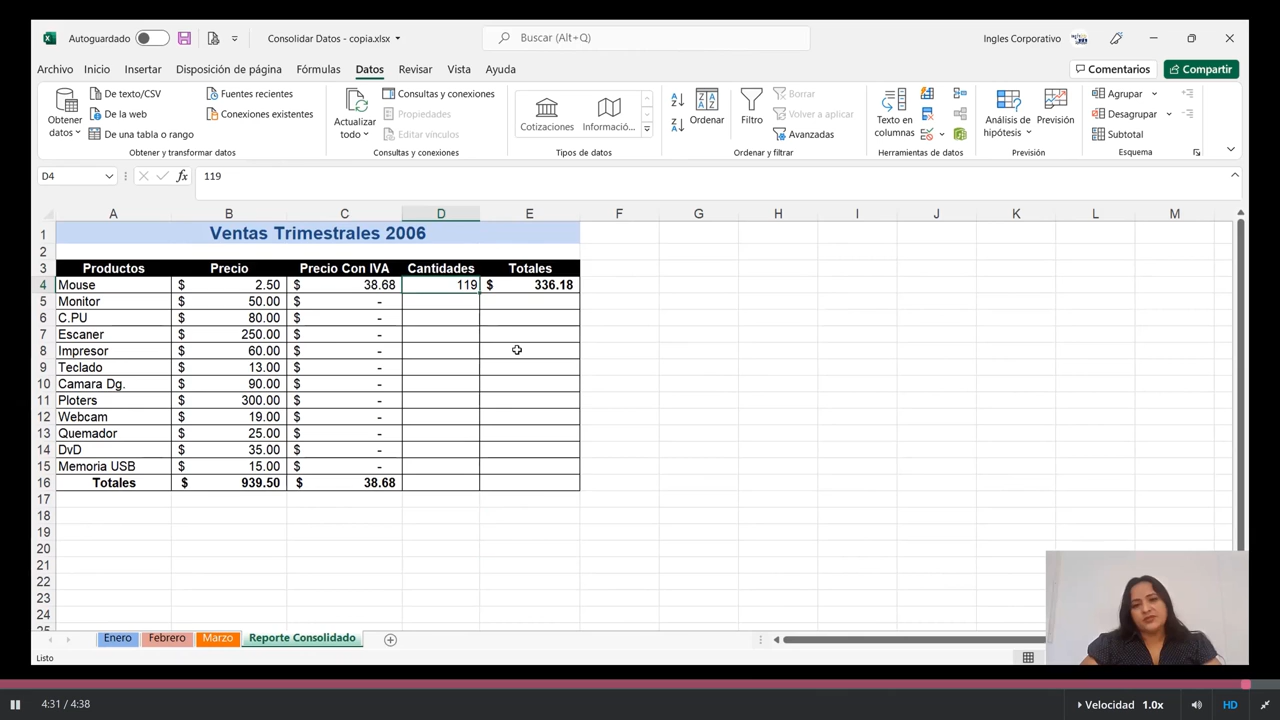 Autoguardado
Consolidar Datos - copia.xlsx
Buscar (Alt+Q)
Ingles Corporativo
Archivo Inicio Insertar Disposición de página Fórmulas Datos Revisar Vista Ayuda
Comentarios
Compartir
Obtener datos
De texto/CSV
De la web
De una tabla o rango
Fuentes recientes
Conexiones existentes
Obtener y transformar datos
Actualizar todo
Consultas y conexiones
Propiedades
Editar vínculos
Consultas y conexiones
Cotizaciones
Informació...
Tipos de datos
Ordenar
Filtro
Borrar
Volver a aplicar
Avanzadas
Ordenar y filtrar
Texto en columnas
Herramientas de datos
Análisis de hipótesis
Previsión
Previsión
Agrupar
Desagrupar
Subtotal
Esquema
D4
fx
119
A B C D E F G H I J K L M
1 Ventas Trimestrales 2006
2
3 Productos Precio Precio Con IVA Cantidades Totales
4 Mouse $ 2.50 $ 38.68 119 $ 336.18
5 Monitor $ 50.00 $ -
6 C.PU $ 80.00 $ -
7 Escaner $ 250.00 $ -
8 Impresor $ 60.00 $ -
9 Teclado $ 13.00 $ -
10 Camara Dg. $ 90.00 $ -
11 Ploters $ 300.00 $ -
12 Webcam $ 19.00 $ -
13 Quemador $ 25.00 $ -
14 DvD $ 35.00 $ -
15 Memoria USB $ 15.00 $ -
16 Totales $ 939.50 $ 38.68
17
18
19
20
21
22
23
24
Enero Febrero Marzo Reporte Consolidado
Listo
4:31 / 4:38
Velocidad 1.0x
HD